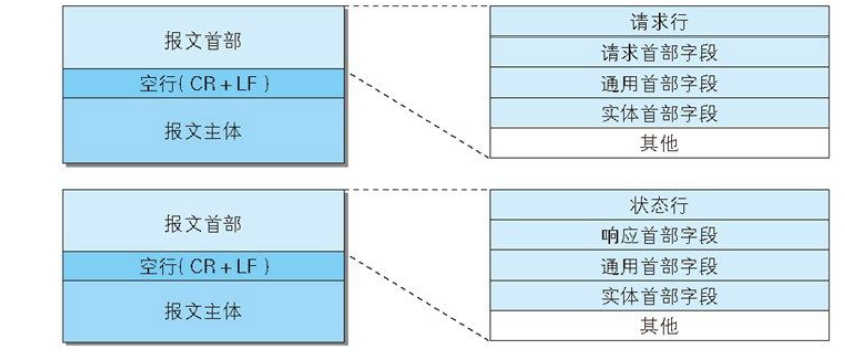 报文首部
空行( CR + LF )
报文主体
请求行
请求首部字段
通用首部字段
实体首部字段
其他
报文首部
空行( CR + LF )
报文主体
状态行
响应首部字段
通用首部字段
实体首部字段
其他